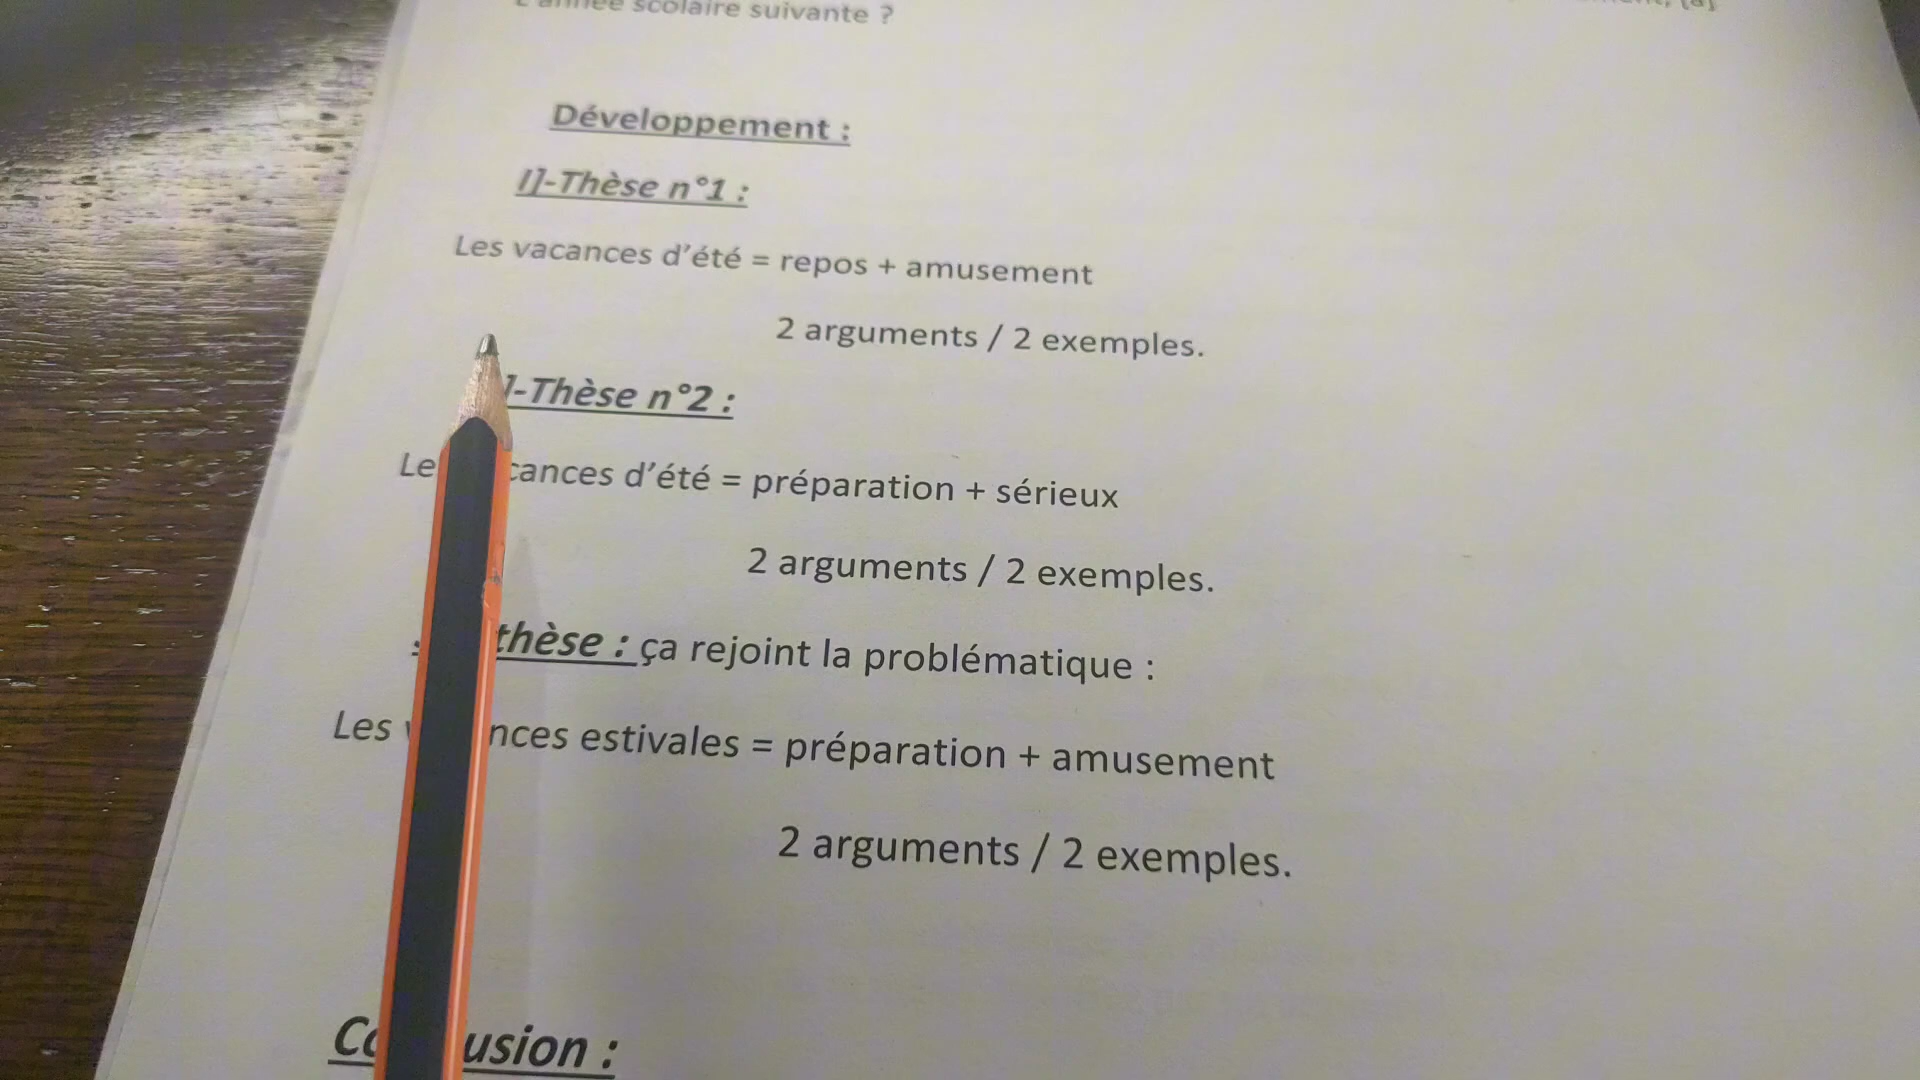 année scolaire suivante ?
Développement :
I]-Thèse n°1 :
Les vacances d’été = repos + amusement
2 arguments / 2 exemples.
]-Thèse n°2 :
Le cances d’été = préparation + sérieux
2 arguments / 2 exemples.
thèse : ça rejoint la problématique :
Les nces estivales = préparation + amusement
2 arguments / 2 exemples.
Co usion :